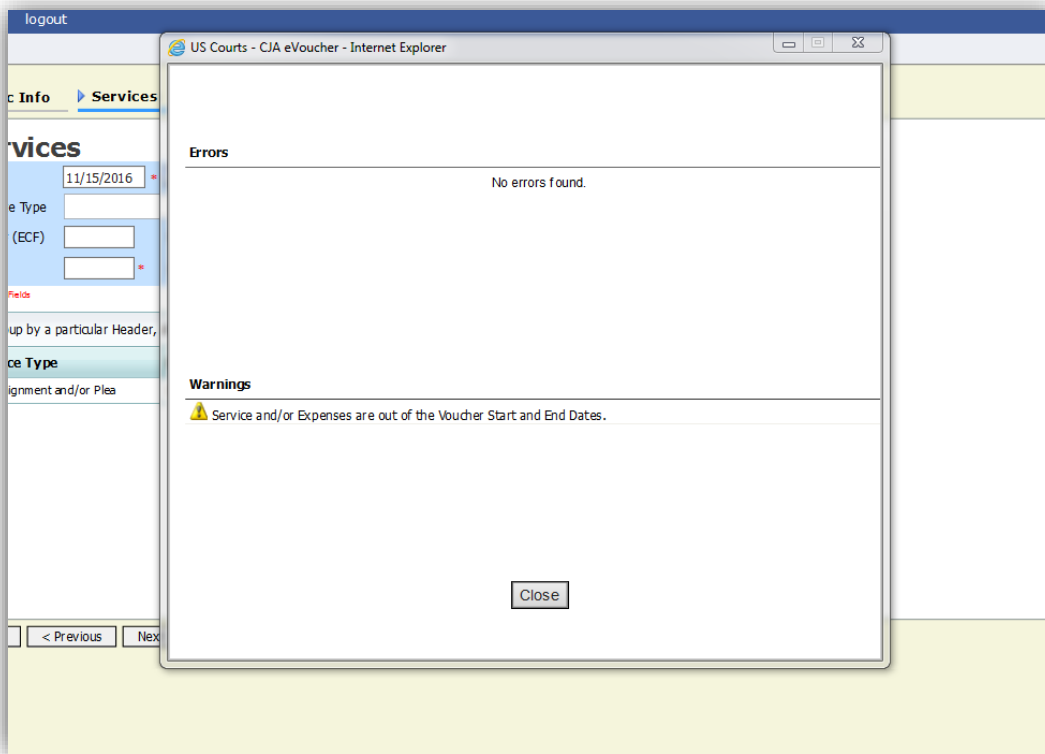 logout
US Courts - CJA eVoucher - Internet Explorer
c Info Services
rvices
11/15/2016 *
e Type
(ECF)
*
Fields
up by a particular Header,
ce Type
ignment and/or Plea
< Previous Nex
Errors
No errors found.
Warnings
Service and/or Expenses are out of the Voucher Start and End Dates.
Close